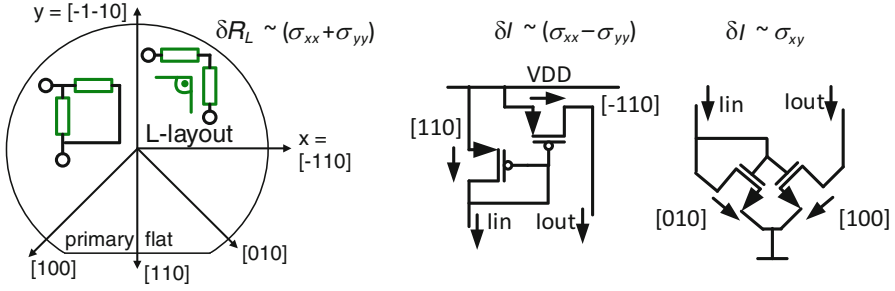 y = [-1-10]
δR_L ~ (σ_xx+σ_yy)
L-layout
x =
[-110]
primary flat
[100]
[110]
[010]
δI ~ (σ_xx−σ_yy)
VDD
[-110]
[110]
Iin
Iout
δI ~ σ_xy
Iin
Iout
[010]
[100]